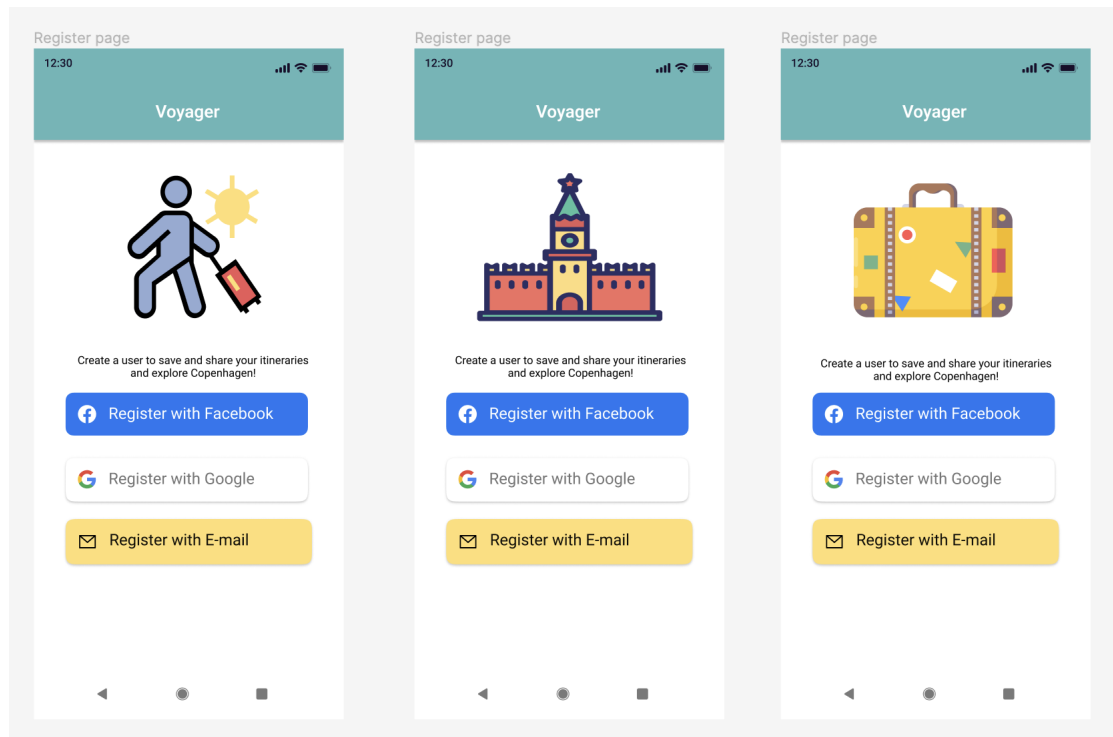 Register page
12:30
Voyager
Create a user to save and share your itineraries
and explore Copenhagen!
Register with Facebook
Register with Google
Register with E-mail
Register page
12:30
Voyager
Create a user to save and share your itineraries
and explore Copenhagen!
Register with Facebook
Register with Google
Register with E-mail
Register page
12:30
Voyager
Create a user to save and share your itineraries
and explore Copenhagen!
Register with Facebook
Register with Google
Register with E-mail